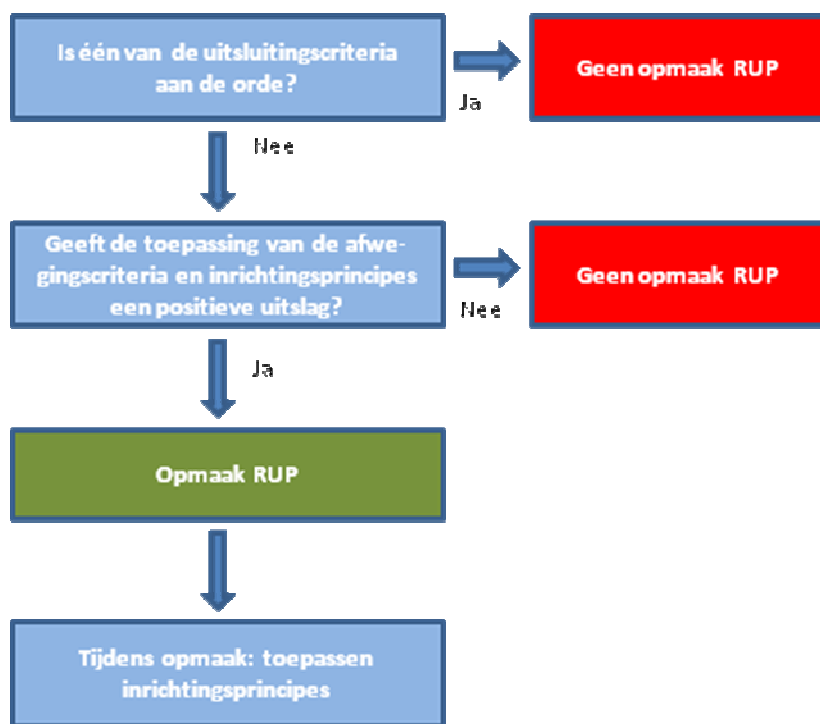 Is één van de uitsluitingscriteria
aan de orde?
Ja
Geen opmaak RUP
Nee
Geeft de toepassing van de afwe-
gingscriteria en inrichtingsprincipes
een positieve uitslag?
Nee
Geen opmaak RUP
Ja
Opmaak RUP
Tijdens opmaak: toepassen
inrichtingsprincipes